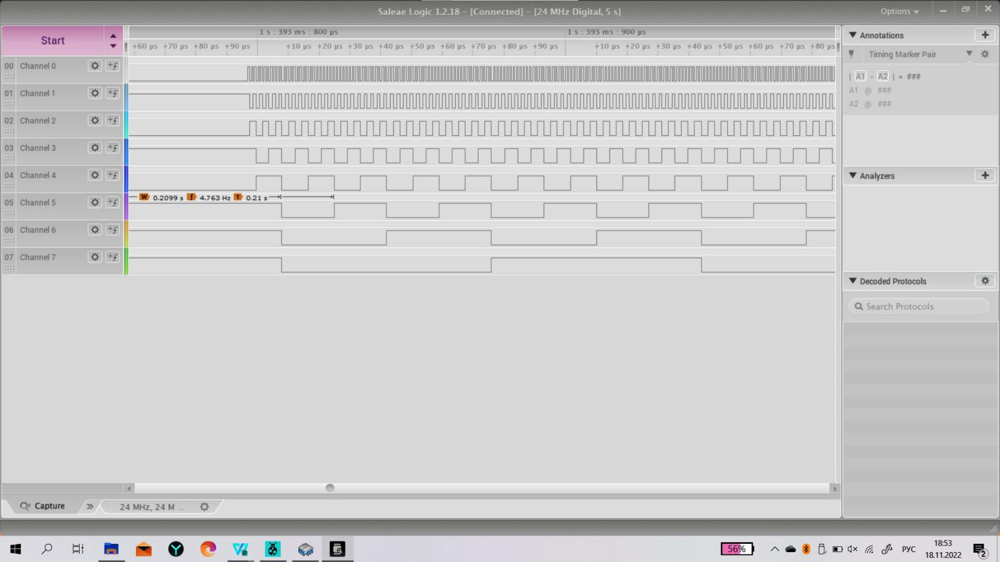 Saleae Logic 1.2.18 - [Connected] - [24 MHz Digital, 5 s]
Options
Start
1 s : 393 ms : 800 µs
1 s : 393 ms : 900 µs
+60 µs +70 µs +80 µs +90 µs +10 µs +20 µs +30 µs +40 µs +50 µs +60 µs +70 µs +80 µs +90 µs +10 µs +20 µs +30 µs +40 µs +50 µs +60 µs +70 µs +80 µs
00 Channel 0
01 Channel 1
02 Channel 2
03 Channel 3
04 Channel 4
W 0.2099 s f 4.763 Hz T 0.21 s
05 Channel 5
06 Channel 6
07 Channel 7
Annotations
Timing Marker Pair
| A1 - A2 | = ###
A1 @ ###
A2 @ ###
Analyzers
Decoded Protocols
Search Protocols
Capture
24 MHz, 24 M ...
56%
РУС
18:53
18.11.2022
2